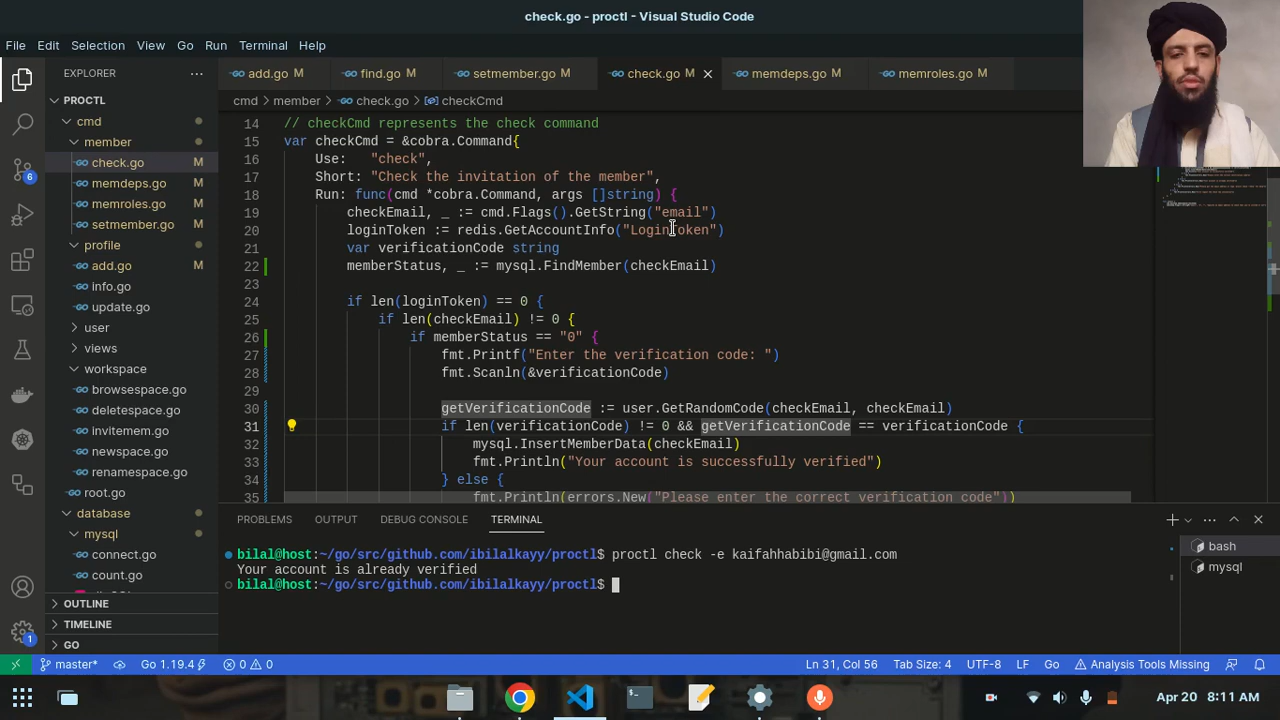 check.go - proctl - Visual Studio Code
File Edit Selection View Go Run Terminal Help
EXPLORER
add.go M find.go M setmember.go M check.go M memdeps.go M memroles.go M
PROCTL
cmd > member > check.go > checkCmd
cmd
member
check.go M
memdeps.go M
memroles.go M
setmember.go M
profile
add.go M
info.go
update.go
user
views
workspace
browsespace.go
deletespace.go
invitemem.go
newspace.go
renamespace.go
root.go
database
mysql
connect.go
count.go
OUTLINE
TIMELINE
GO
14 // checkCmd represents the check command
15 var checkCmd = &cobra.Command{
16 Use: "check",
17 Short: "Check the invitation of the member",
18 Run: func(cmd *cobra.Command, args []string) {
19 checkEmail, _ := cmd.Flags().GetString("email")
20 loginToken := redis.GetAccountInfo("LoginToken")
21 var verificationCode string
22 memberStatus, _ := mysql.FindMember(checkEmail)
23
24 if len(loginToken) == 0 {
25 if len(checkEmail) != 0 {
26 if memberStatus == "0" {
27 fmt.Printf("Enter the verification code: ")
28 fmt.Scanln(&verificationCode)
29
30 getVerificationCode := user.GetRandomCode(checkEmail, checkEmail)
31 if len(verificationCode) != 0 && getVerificationCode == verificationCode {
32 mysql.InsertMemberData(checkEmail)
33 fmt.Println("Your account is successfully verified")
34 } else {
35 fmt.Println(errors.New("Please enter the correct verification code"))
PROBLEMS OUTPUT DEBUG CONSOLE TERMINAL
bilal@host:~/go/src/github.com/ibilalkayy/proctl$ proctl check -e kaifahhabibi@gmail.com
Your account is already verified
bilal@host:~/go/src/github.com/ibilalkayy/proctl$
bash
mysql
6
1
master* Go 1.19.4 0 0 Ln 31, Col 56 Tab Size: 4 UTF-8 LF Go Analysis Tools Missing
Apr 20 8:11 AM